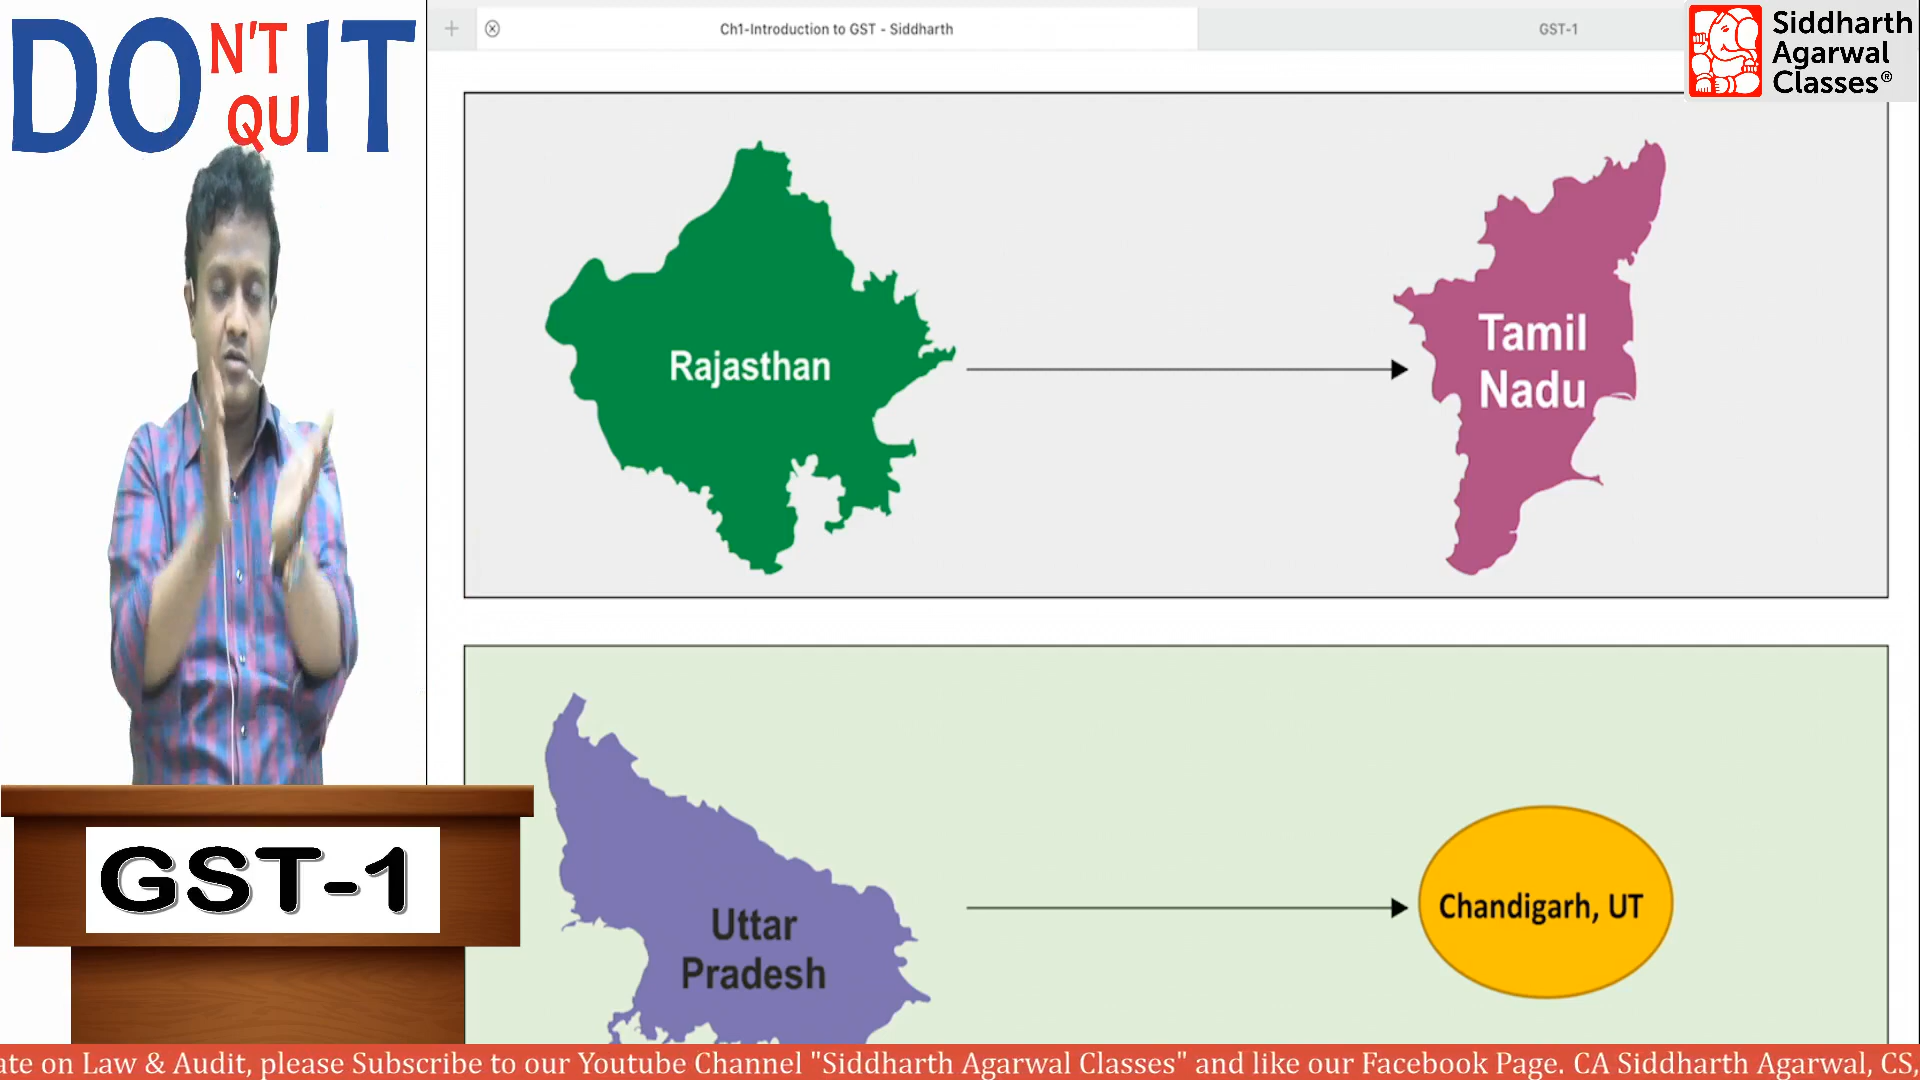 DON'T QUIT
Ch1-Introduction to GST - Siddharth
GST-1
Siddharth
Agarwal
Classes®
Rajasthan
Tamil
Nadu
Uttar
Pradesh
Chandigarh, UT
GST-1
ate on Law & Audit, please Subscribe to our Youtube Channel "Siddharth Agarwal Classes" and like our Facebook Page. CA Siddharth Agarwal, CS,